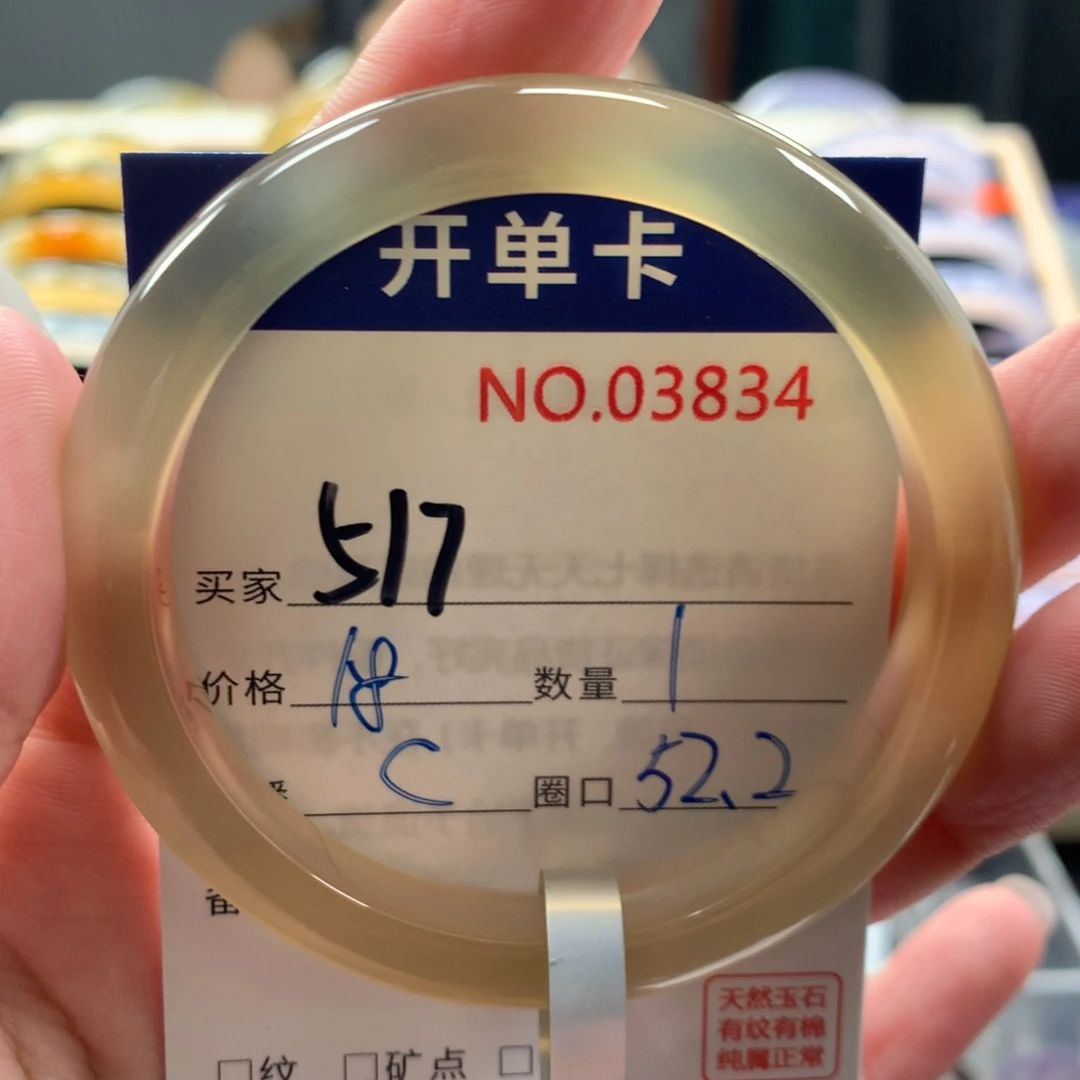 开单卡
NO.03834
买家 517
价格 18 数量 1
C 圈口 52.2
天然玉石
有纹有棉
纯属正常
□纹 □矿点 □